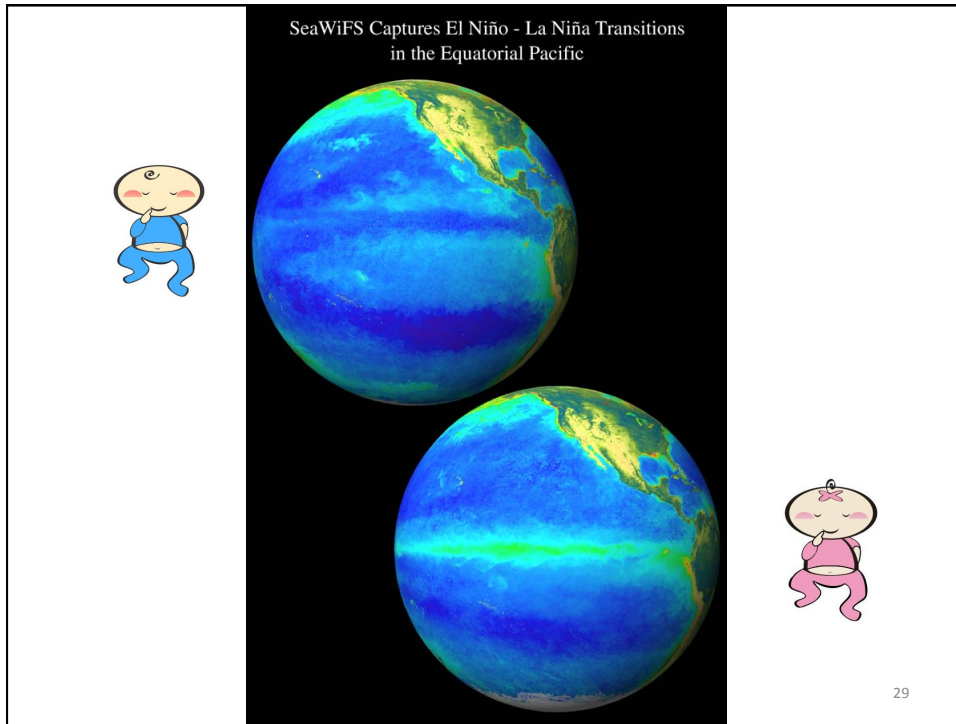 SeaWiFS Captures El Niño - La Niña Transitions
in the Equatorial Pacific
29